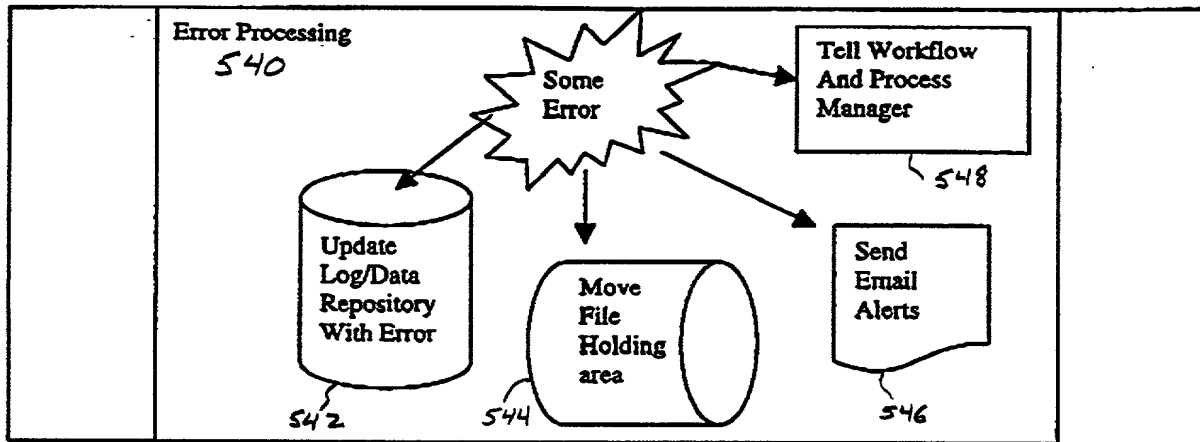 Error Processing
540
Some
Error
Tell Workflow
And Process
Manager
548
Update
Log/Data
Repository
With Error
542
Move
File
Holding
area
544
Send
Email
Alerts
546